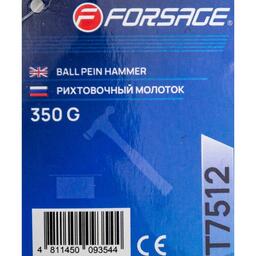 FORSAGE
BALL PEIN HAMMER
РИХТОВОЧНЫЙ МОЛОТОК
350 G
T7512
4 811450 093544
CE